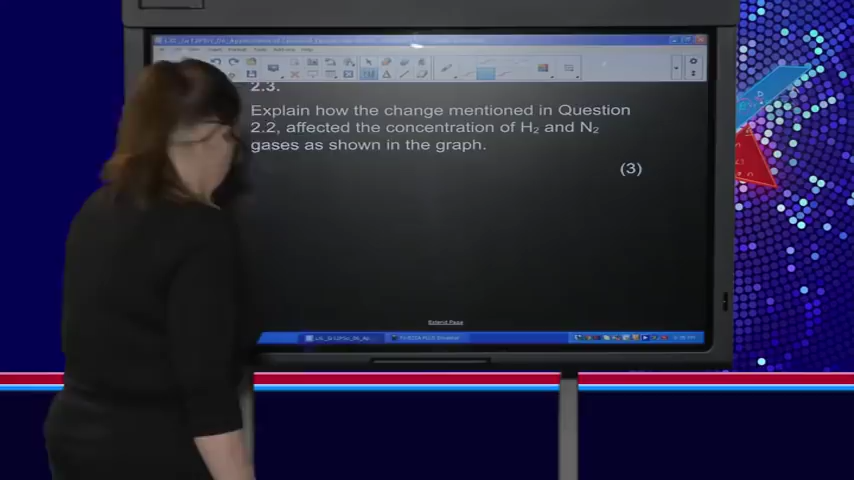 2.3.
Explain how the change mentioned in Question
2.2, affected the concentration of H₂ and N₂
gases as shown in the graph.
(3)
Extend Page